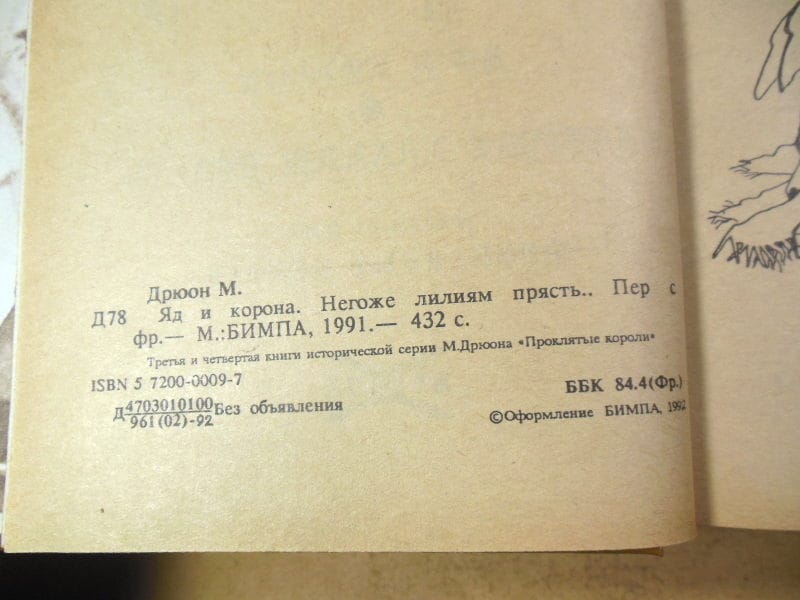 Дрюон М.
Д78 Яд и корона. Негоже лилиям прясть.. Пер с
фр.— М.:БИМПА, 1991.— 432 с.
Третья и четвертая книги исторической серии М.Дрюона «Проклятые короли»
ISBN 5 7200-0009-7
ББК 84.4(Фр.)
Д 4703010100 Без объявления
961(02)-92
©Оформление БИМПА, 1992